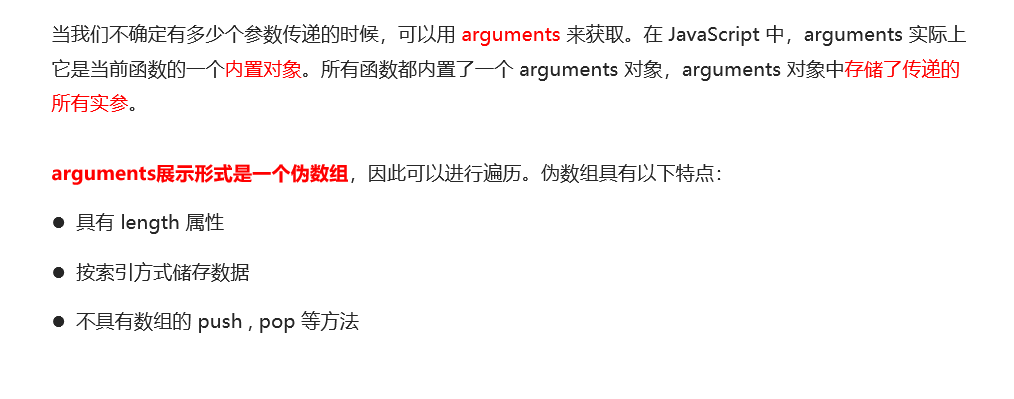 当我们不确定有多少个参数传递的时候，可以用 arguments 来获取。在 JavaScript 中，arguments 实际上
它是当前函数的一个内置对象。所有函数都内置了一个 arguments 对象，arguments 对象中存储了传递的
所有实参。
arguments展示形式是一个伪数组，因此可以进行遍历。伪数组具有以下特点：
● 具有 length 属性
● 按索引方式储存数据
● 不具有数组的 push , pop 等方法